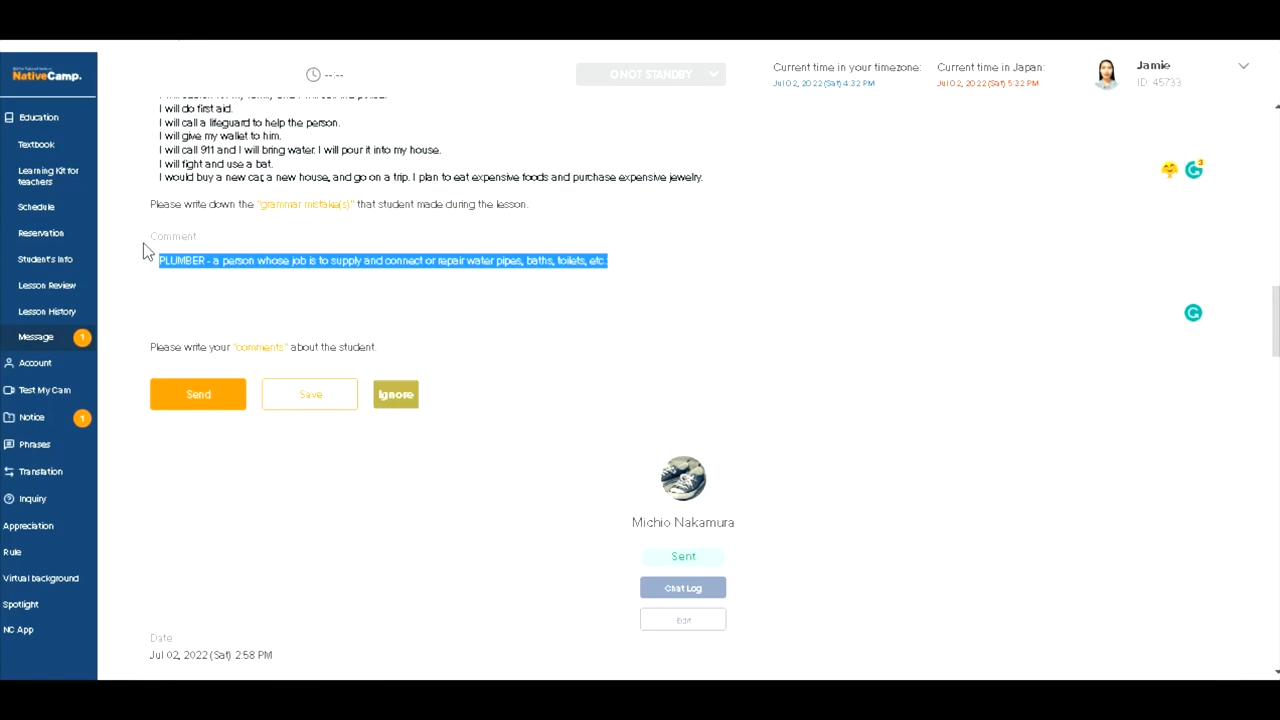 NativeCamp.
--:--
0 NOT STANDBY
Current time in your timezone:
Jul 02, 2022 (Sat) 4:32 PM
Current time in Japan:
Jul 02, 2022 (Sat) 5:32 PM
Jamie
ID: 45733
Education
Textbook
Learning Kit for
teachers
Schedule
Reservation
Student's Info
Lesson Review
Lesson History
Message 1
Account
Test My Cam
Notice 1
Phrases
Translation
Inquiry
Appreciation
Rule
Virtual background
Spotlight
NC App
I will do first aid.
I will call a lifeguard to help the person.
I will give my wallet to him.
I will call 911 and I will bring water. I will pour it into my house.
I will fight and use a bat.
I would buy a new car, a new house, and go on a trip. I plan to eat expensive foods and purchase expensive jewelry.
3
Please write down the "grammar mistake(s)" that student made during the lesson.
Comment
PLUMBER - a person whose job is to supply and connect or repair water pipes, baths, toilets, etc.:
Please write your "comments" about the student.
Send
Save
Ignore
Michio Nakamura
Sent
Chat Log
Edit
Date
Jul 02, 2022 (Sat) 2:58 PM